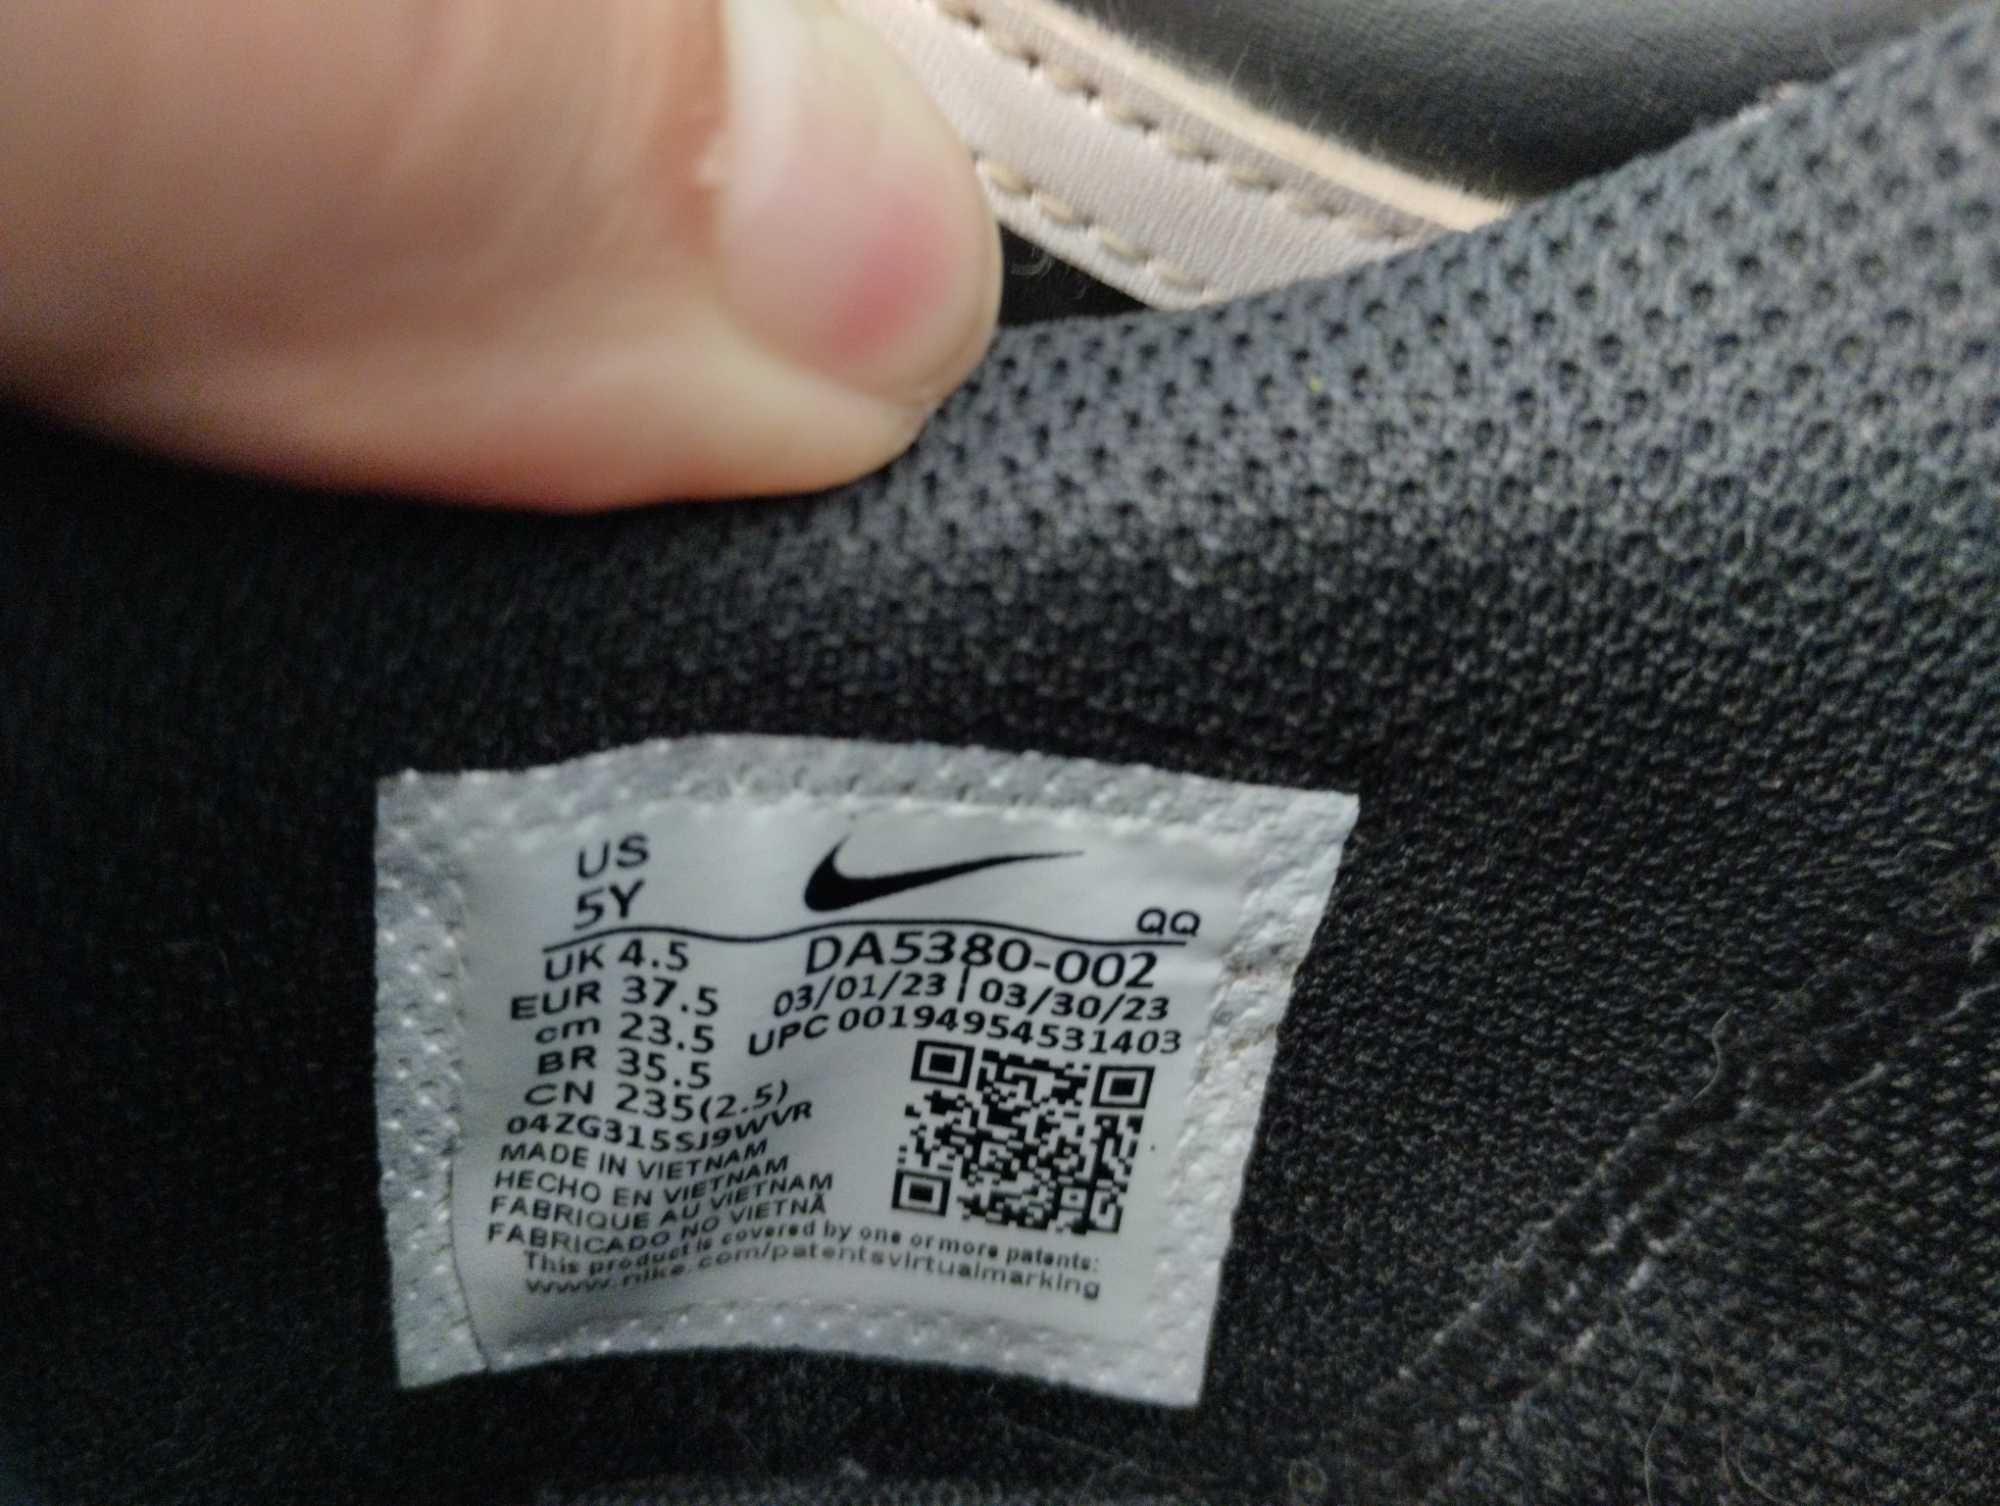 US
5Y
QQ
UK 4.5
EUR 37.5
cm 23.5
BR 35.5
CN 235(2.5)
DA5380-002
03/01/23 | 03/30/23
UPC 00194954531403
04ZG315SJ9WVR
MADE IN VIETNAM
HECHO EN VIETNAM
FABRIQUE AU VIETNAM
FABRICADO NO VIETNÃ
This product is covered by one or more patents:
www.nike.com/patentsvirtualmarking